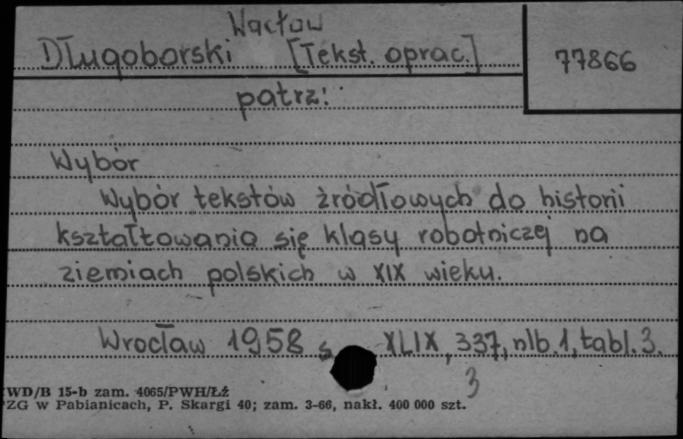 Wacław
Długoborski [Tekst. oprac.]
77866
patrz:
Wybór
Wybór tekstów źródłowych do historii
kształtowania się klasy robotniczej na
ziemiach polskich w XIX wieku.
Wrocław 1958 s. XLIX, 337, nlb. 1, tabl. 3.
3
WD/B 15-b zam. 4065/PWH/Łź
PZG w Pabianicach, P. Skargi 40; zam. 3-66, nakł. 400 000 szt.